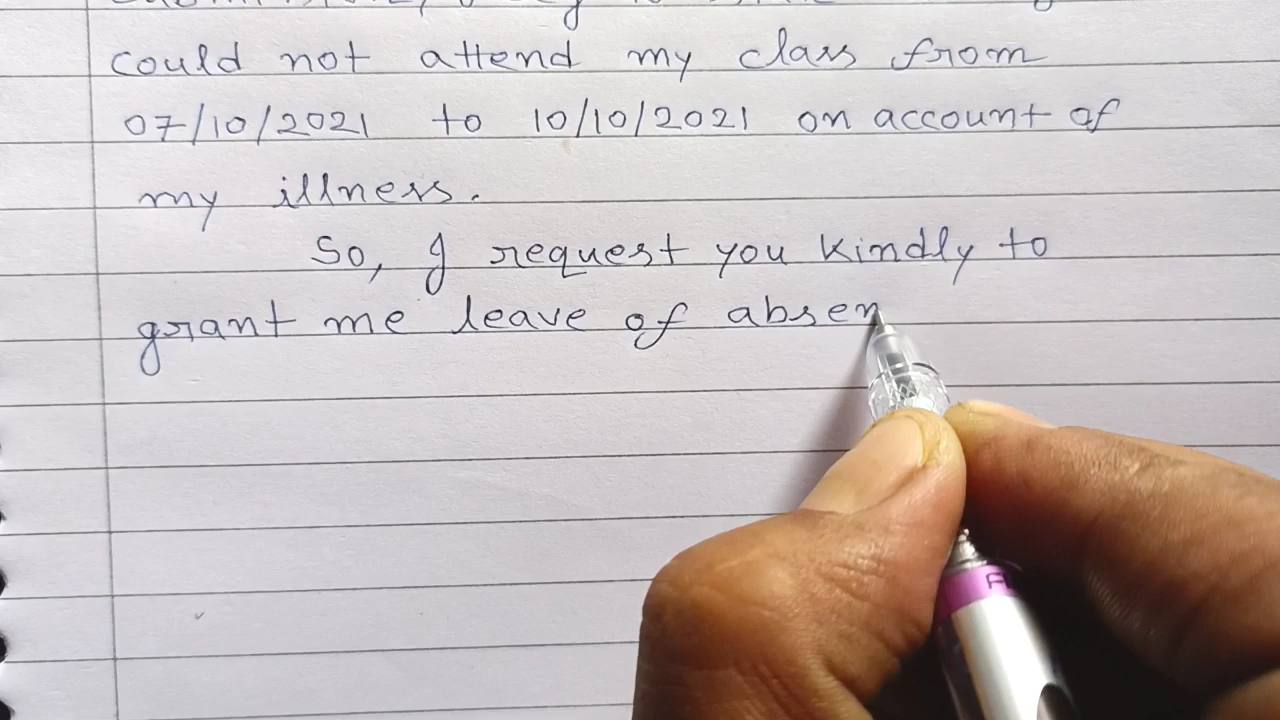 could not attend my class from
07/10/2021 to 10/10/2021 on account of
my illness.
So, I request you kindly to
grant me leave of absen